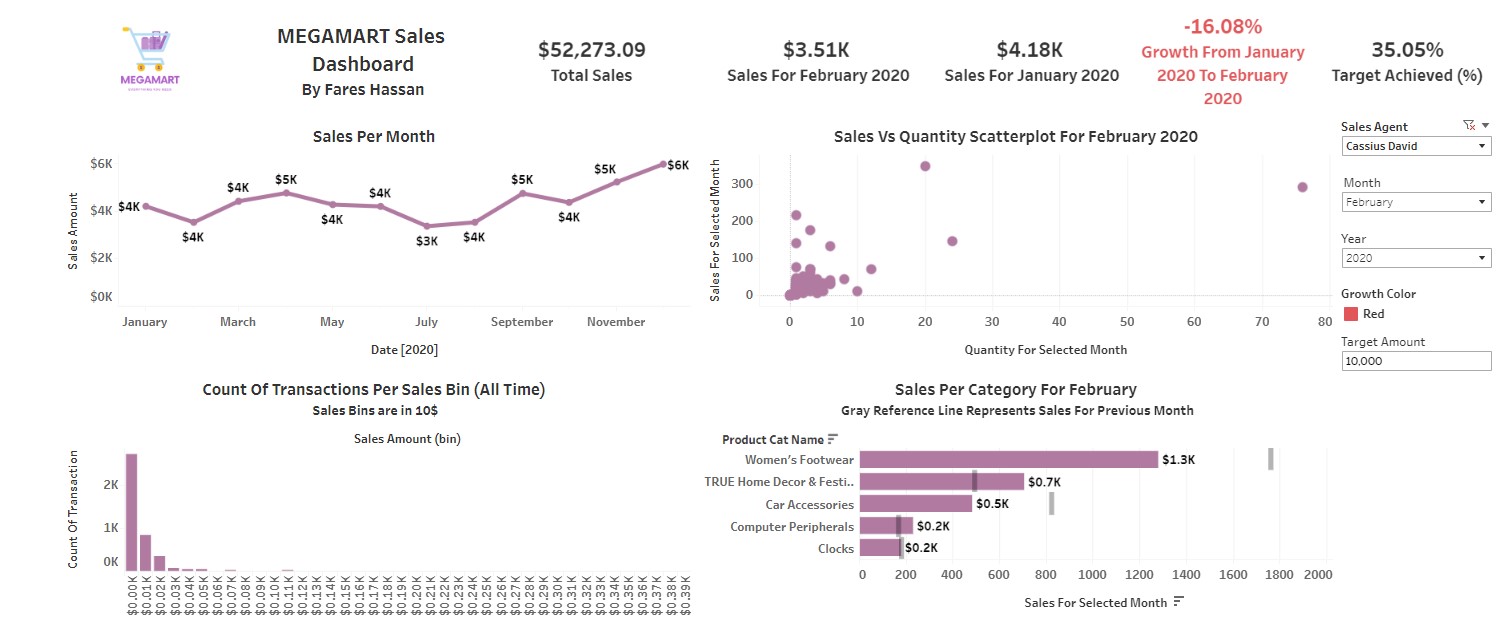 MEGAMART
MEGAMART Sales
Dashboard
By Fares Hassan
$52,273.09
Total Sales
$3.51K
Sales For February 2020
$4.18K
Sales For January 2020
-16.08%
Growth From January
2020 To February
2020
35.05%
Target Achieved (%)
Sales Agent
Cassius David
Month
February
Year
2020
Growth Color
Red
Target Amount
10,000
Sales Per Month
Sales Amount
$6K
$4K
$2K
$0K
$4K
$4K
$4K
$5K
$4K
$4K
$3K
$4K
$5K
$4K
$5K
$6K
January
March
May
July
September
November
Date [2020]
Sales Vs Quantity Scatterplot For February 2020
Sales For Selected Month
300
200
100
0
0
10
20
30
40
50
60
70
80
Quantity For Selected Month
Count Of Transactions Per Sales Bin (All Time)
Sales Bins are in 10$
Sales Amount (bin)
Count Of Transaction
2K
1K
0K
$0.00K
$0.01K
$0.02K
$0.03K
$0.04K
$0.05K
$0.06K
$0.07K
$0.08K
$0.09K
$0.10K
$0.11K
$0.12K
$0.13K
$0.14K
$0.15K
$0.16K
$0.17K
$0.18K
$0.19K
$0.20K
$0.21K
$0.22K
$0.23K
$0.24K
$0.25K
$0.26K
$0.27K
$0.28K
$0.29K
$0.30K
$0.31K
$0.32K
$0.33K
$0.34K
$0.35K
$0.36K
$0.37K
$0.38K
$0.39K
Sales Per Category For February
Gray Reference Line Represents Sales For Previous Month
Product Cat Name
Women's Footwear
$1.3K
TRUE Home Decor & Festi..
$0.7K
Car Accessories
$0.5K
Computer Peripherals
$0.2K
Clocks
$0.2K
0
200
400
600
800
1000
1200
1400
1600
1800
2000
Sales For Selected Month